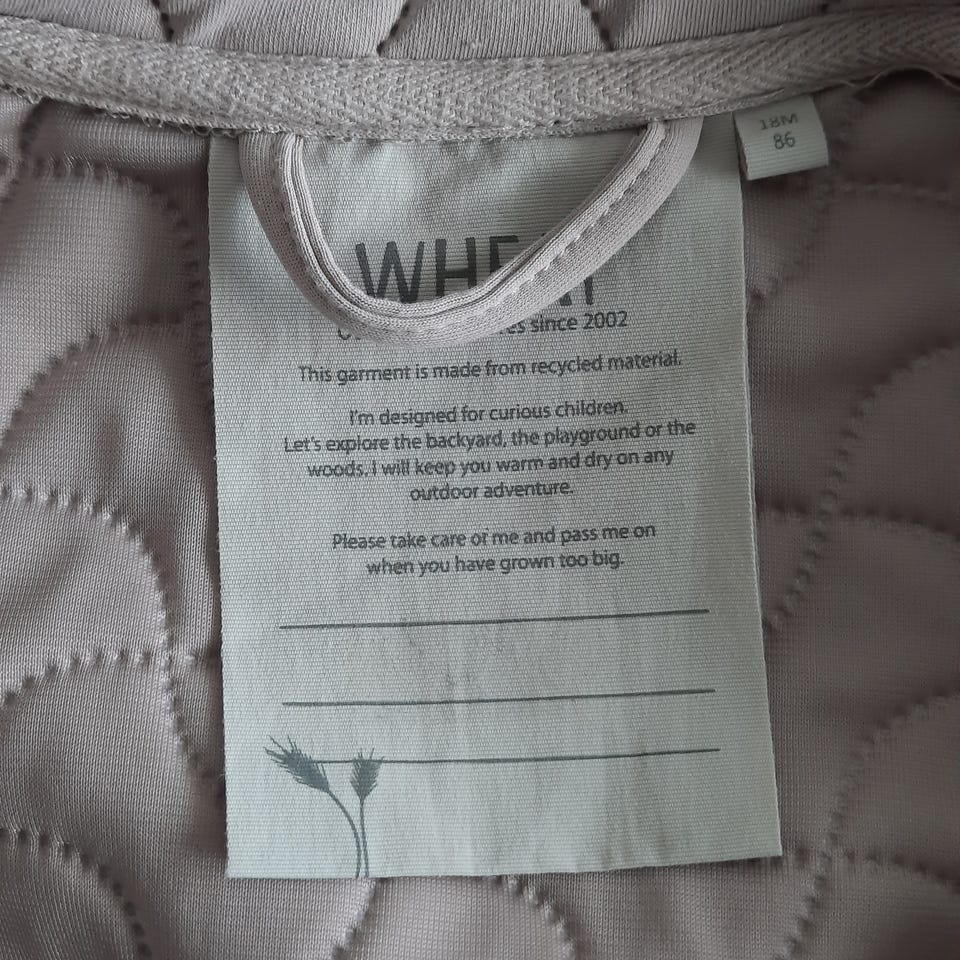 18M
86
WHEAT
since 2002
This garment is made from recycled material.
I'm designed for curious children.
Let's explore the backyard, the playground or the
woods. I will keep you warm and dry on any
outdoor adventure.
Please take care of me and pass me on
when you have grown too big.